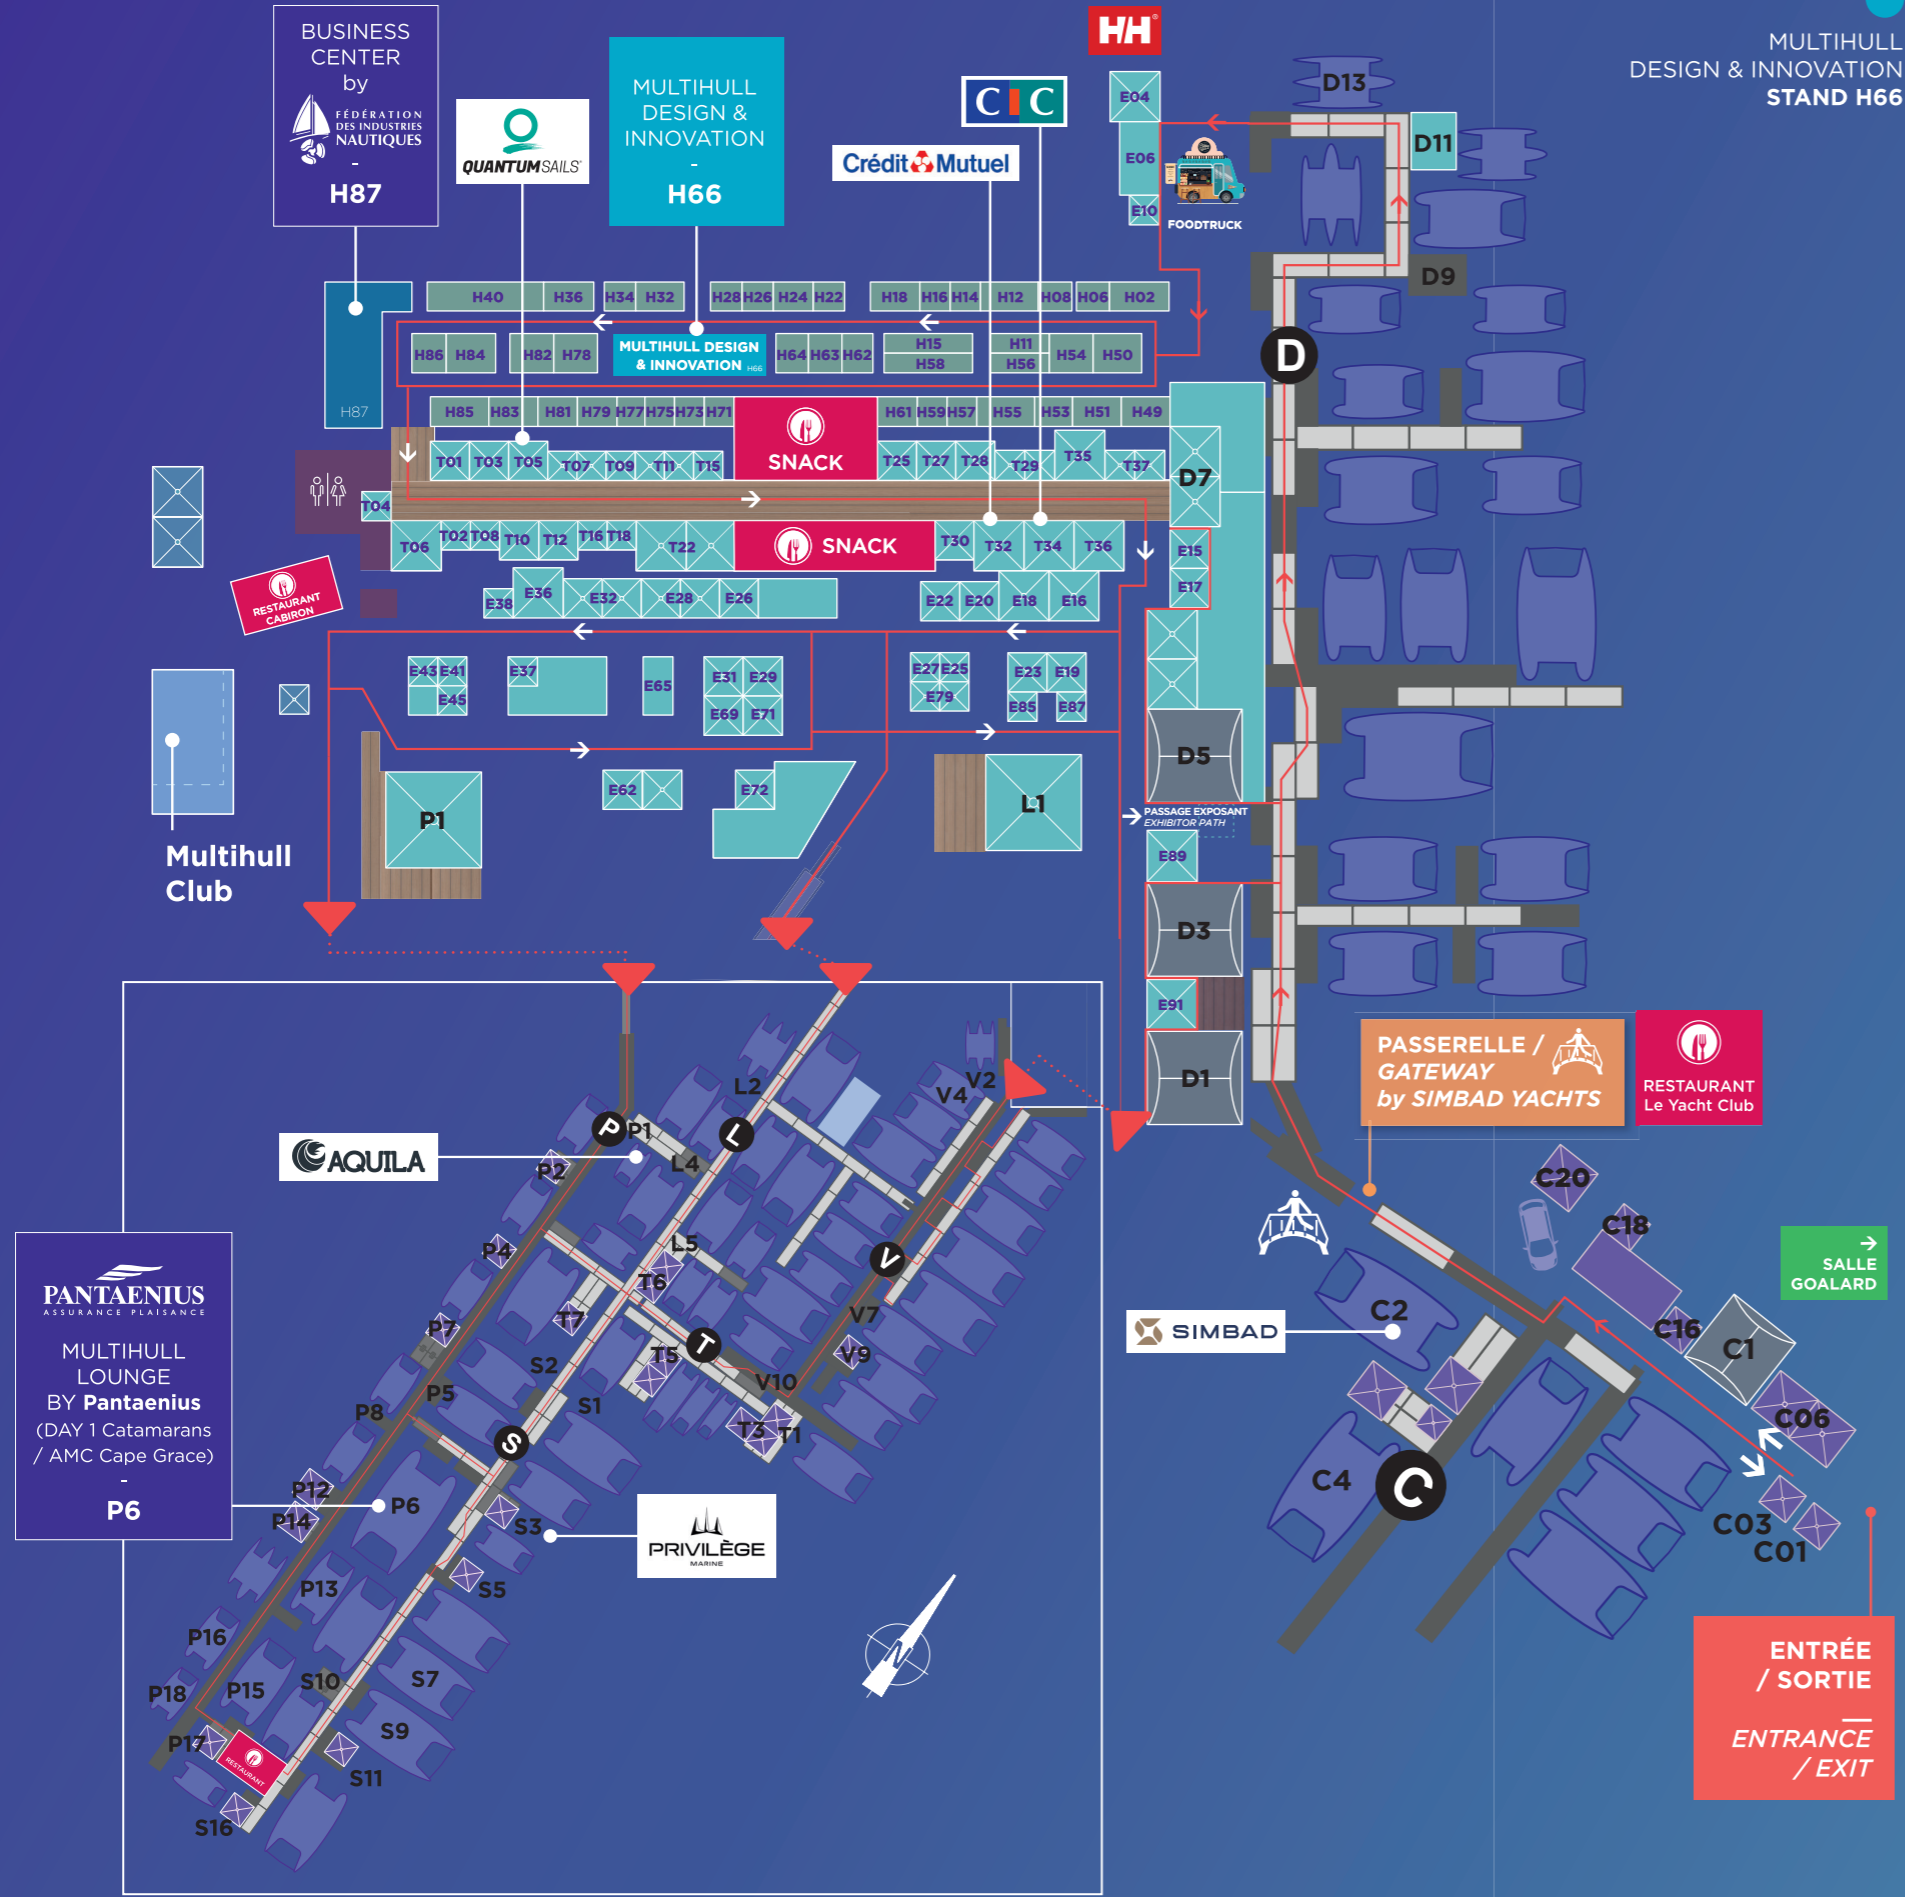 BUSINESS
CENTER
by
FÉDÉRATION
DES INDUSTRIES
NAUTIQUES
-
H87
QUANTUM SAILS
MULTIHULL
DESIGN &
INNOVATION
-
H66
CIC
Crédit Mutuel
HH
MULTIHULL
DESIGN & INNOVATION
STAND H66
E04
E06
E10
FOODTRUCK
D13
D11
D9
D
H40 H36 H34 H32 H28 H26 H24 H22 H18 H16 H14 H12 H08 H06 H02
H86 H84 H82 H78
MULTIHULL DESIGN
& INNOVATION H66
H64 H63 H62 H15 H11 H54 H50
H58 H56
H87
H85 H83 H81 H79 H77 H75 H73 H71 H61 H59 H57 H55 H53 H51 H49
SNACK
T01 T03 T05 T07 T09 T11 T15 T25 T27 T28 T29 T35 T37
D7
T04
T06 T02 T08 T10 T12 T16 T18 T22
SNACK
T30 T32 T34 T36
E15
E17
RESTAURANT
CABIRON
E38 E36 E32 E28 E26 E22 E20 E18 E16
E43 E41 E37 E65 E31 E29 E27 E25 E23 E19
E45 E69 E71 E79 E85 E87
D5
E62 E72
P1
L1
PASSAGE EXPOSANT
EXHIBITOR PATH
E89
Multihull
Club
D3
E91
D1
PASSERELLE /
GATEWAY
by SIMBAD YACHTS
RESTAURANT
Le Yacht Club
L2
V2
V4
P
P1
L
L4
AQUILA
P2
P4
L5
T6
V
P7
T7
T
T5
V7
V9
V10
S2
S1
P5
P8
S
T3
T1
PANTAENIUS
ASSURANCE PLAISANCE
MULTIHULL
LOUNGE
BY Pantaenius
(DAY 1 Catamarans
/ AMC Cape Grace)
-
P6
P12
P14
P6
S3
PRIVILÈGE
MARINE
S5
P13
P16
S10
S7
P18
P15
S9
P17
RESTAURANT
S11
S16
N
C20
C18
SALLE
GOALARD
C2
C16
C1
SIMBAD
C06
C4
C
C03
C01
ENTRÉE
/ SORTIE
ENTRANCE
/ EXIT